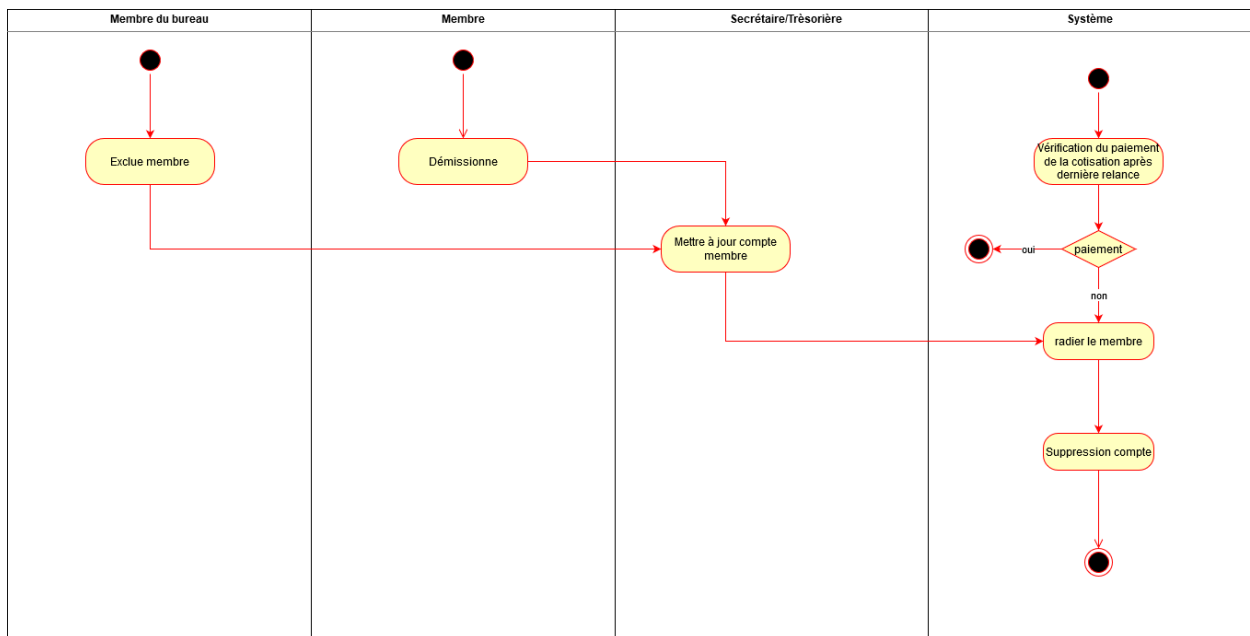 Membre du bureau
Membre
Secrétaire/Trèsorière
Système
Exclue membre
Démissionne
Vérification du paiement
de la cotisation après
dernière relance
Mettre à jour compte
membre
oui
paiement
non
radier le membre
Suppression compte